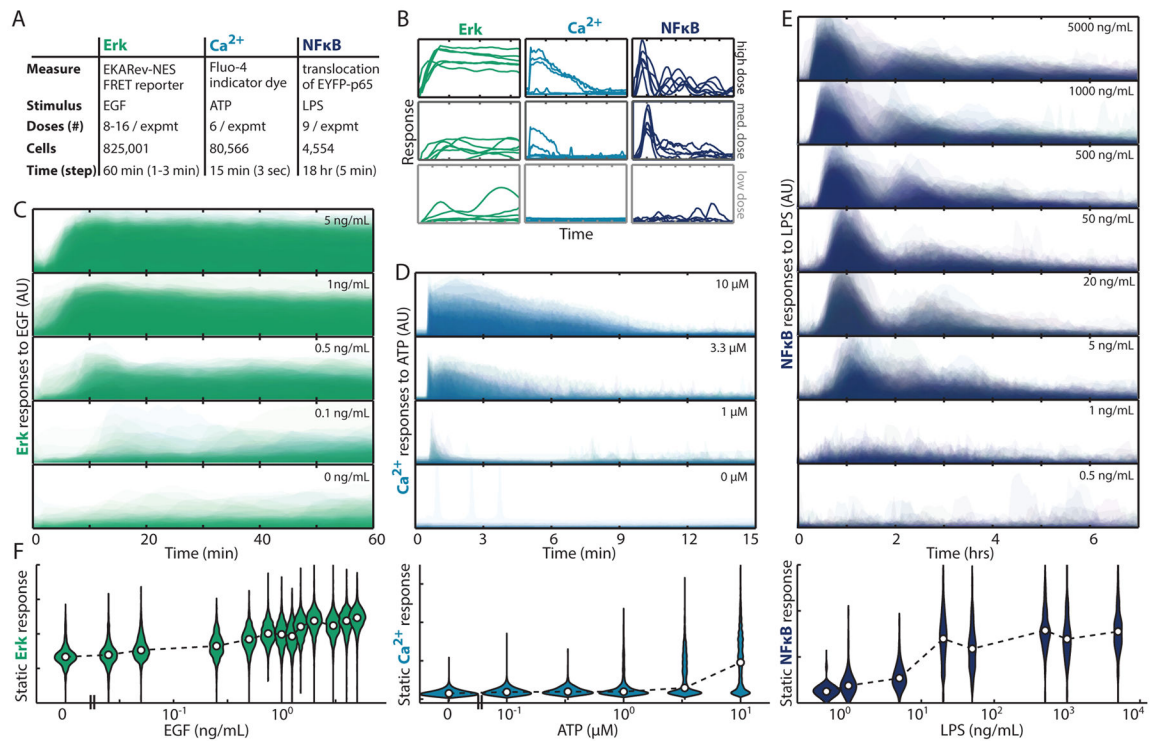 A
Erk Ca2+ NFκB
Measure EKARev-NES FRET reporter Fluo-4 indicator dye translocation of EYFP-p65
Stimulus EGF ATP LPS
Doses (#) 8-16 / expmt 6 / expmt 9 / expmt
Cells 825,001 80,566 4,554
Time (step) 60 min (1-3 min) 15 min (3 sec) 18 hr (5 min)
B
Erk Ca2+ NFκB
high dose
med. dose
low dose
Response
Time
C
5 ng/mL
1ng/mL
0.5 ng/mL
0.1 ng/mL
0 ng/mL
Erk responses to EGF (AU)
0 20 40 60
Time (min)
D
10 μM
3.3 μM
1 μM
0 μM
Ca2+ responses to ATP (AU)
0 3 6 9 12 15
Time (min)
E
5000 ng/mL
1000 ng/mL
500 ng/mL
50 ng/mL
20 ng/mL
5 ng/mL
1 ng/mL
0.5 ng/mL
NFκB responses to LPS (AU)
0 2 4 6
Time (hrs)
F
Static Erk response
0 10-1 100
EGF (ng/mL)
Static Ca2+ response
0 10-1 100 101
ATP (μM)
Static NFκB response
100 101 102 103 104
LPS (ng/mL)